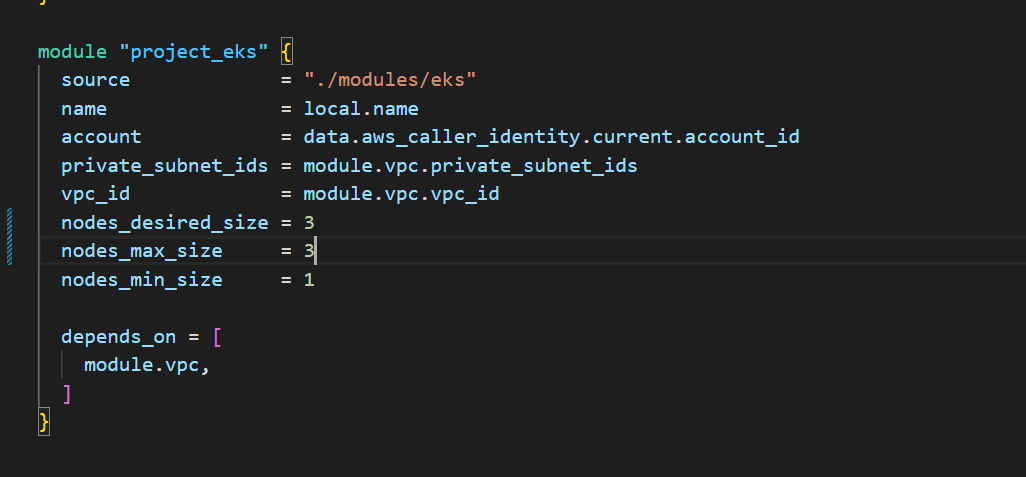 }
module "project_eks" {
  source             = "./modules/eks"
  name               = local.name
  account            = data.aws_caller_identity.current.account_id
  private_subnet_ids = module.vpc.private_subnet_ids
  vpc_id             = module.vpc.vpc_id
  nodes_desired_size = 3
  nodes_max_size     = 3
  nodes_min_size     = 1
  depends_on = [
    module.vpc,
  ]
}